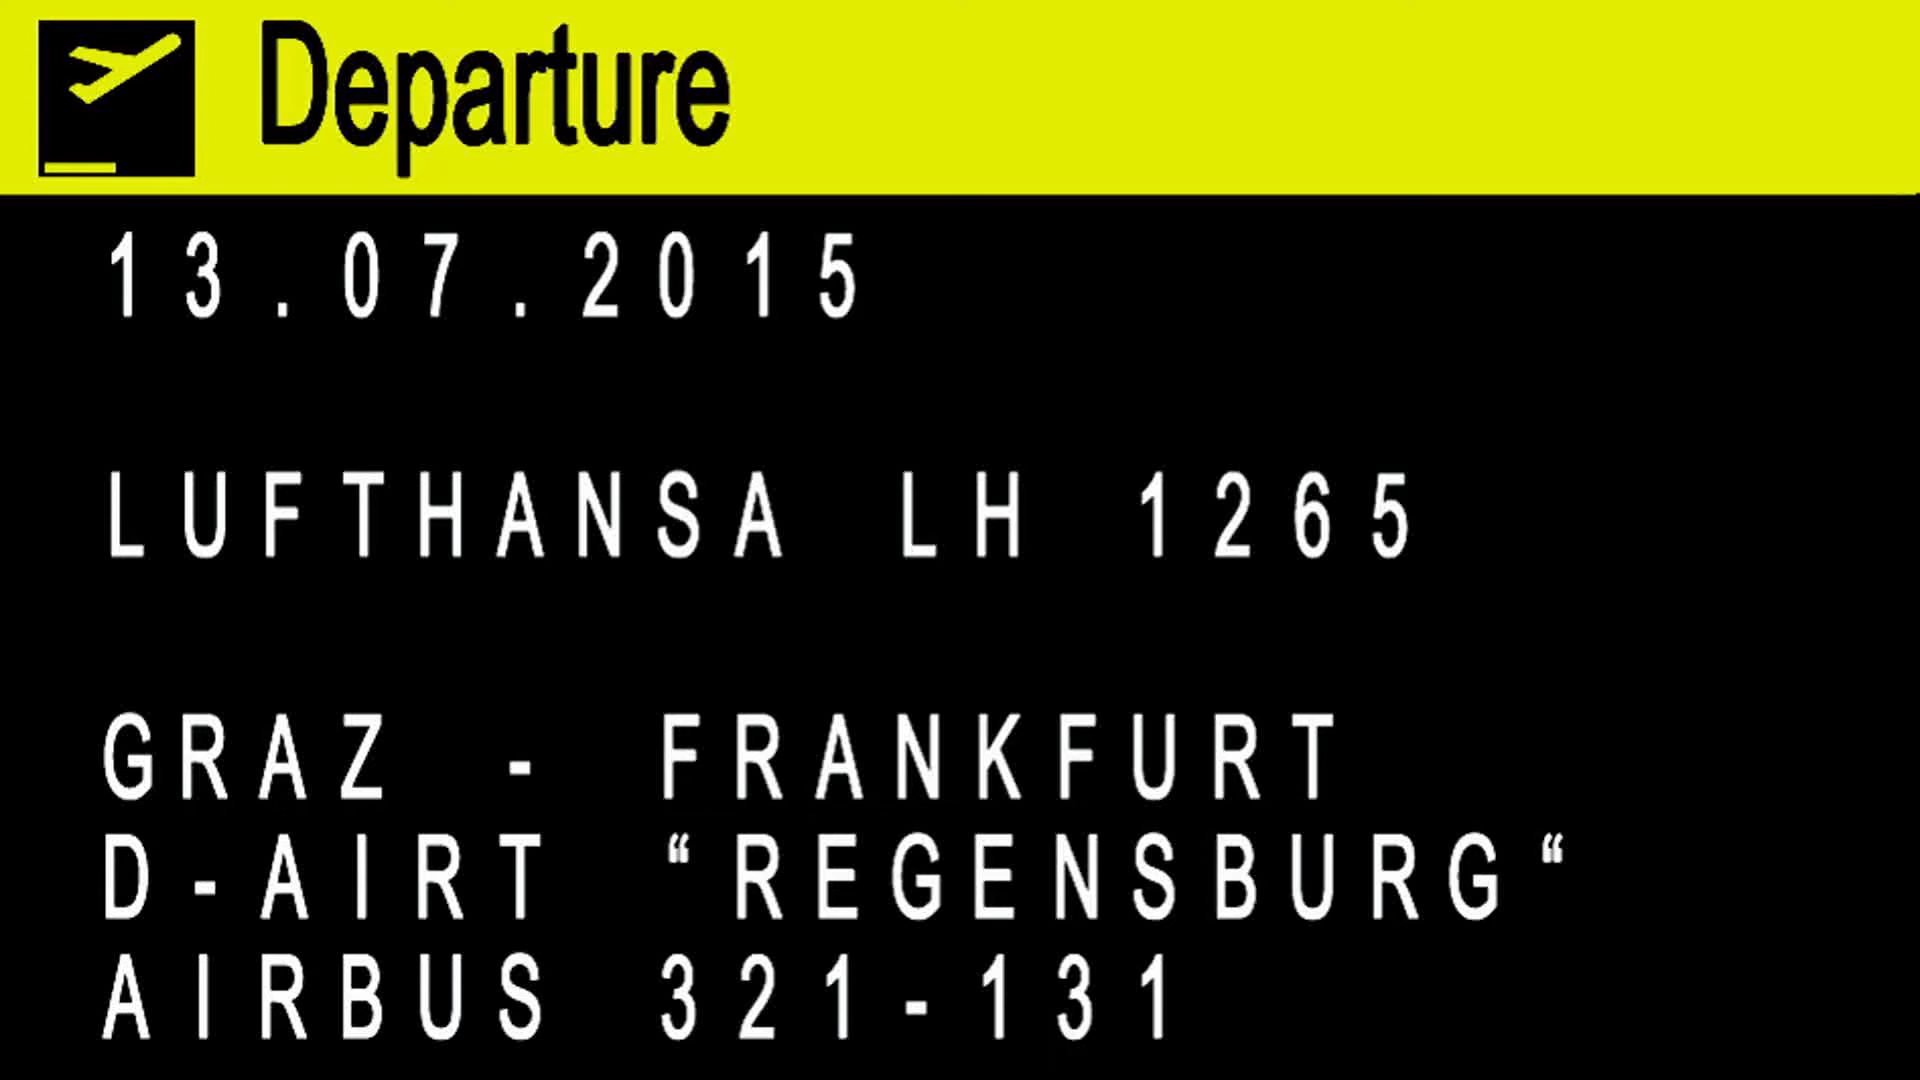 Departure
13.07.2015
LUFTHANSA LH 1265
GRAZ - FRANKFURT
D-AIRT “REGENSBURG“
AIRBUS 321-131